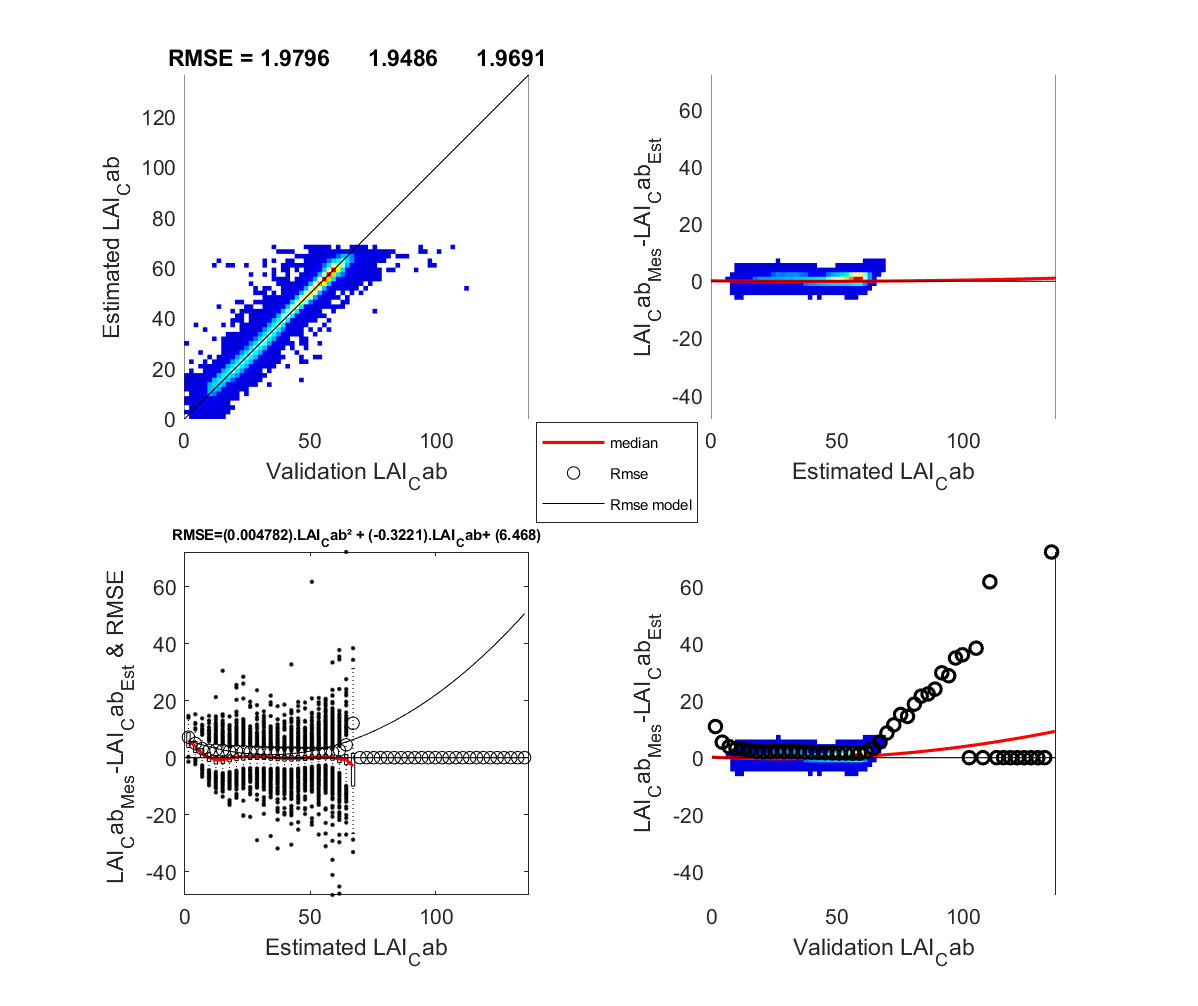 RMSE = 1.9796 1.9486 1.9691
120
100
80
60
40
20
0
0 50 100
Estimated LAI_Cab
Validation LAI_Cab
60
40
20
0
-20
-40
0 50 100
LAI_Cab_Mes-LAI_Cab_Est
Estimated LAI_Cab
median
Rmse
Rmse model
RMSE=(0.004782).LAI_Cab² + (-0.3221).LAI_Cab+ (6.468)
60
40
20
0
-20
-40
0 50 100
LAI_Cab_Mes-LAI_Cab_Est & RMSE
Estimated LAI_Cab
60
40
20
0
-20
-40
0 50 100
LAI_Cab_Mes-LAI_Cab_Est
Validation LAI_Cab